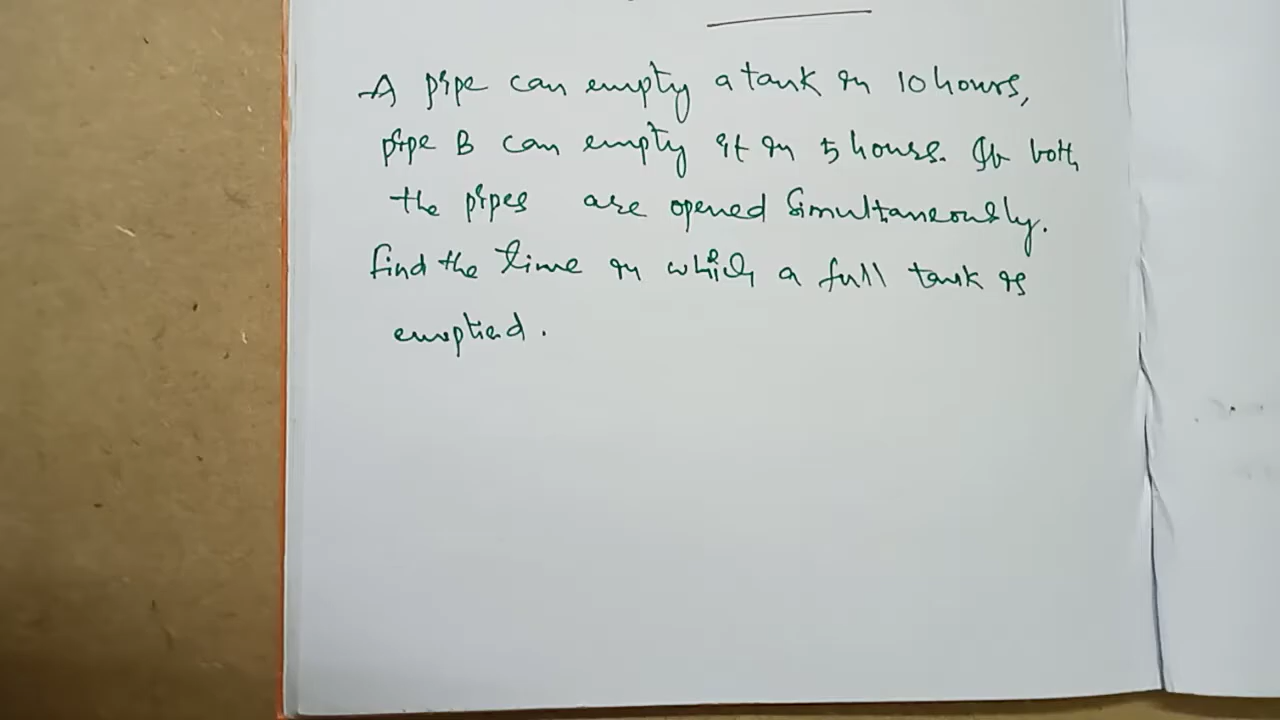 A pipe can empty a tank in 10 hours,
pipe B can empty it in 5 hours. If both
the pipes are opened simultaneously.
find the time in which a full tank is
emptied.